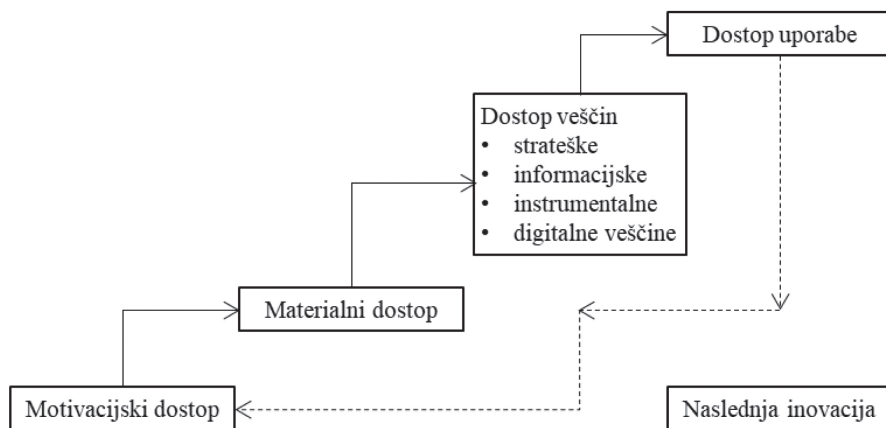 Dostop uporabe
Dostop veščin
• strateške
• informacijske
• instrumentalne
• digitalne veščine
Materialni dostop
Motivacijski dostop
Naslednja inovacija